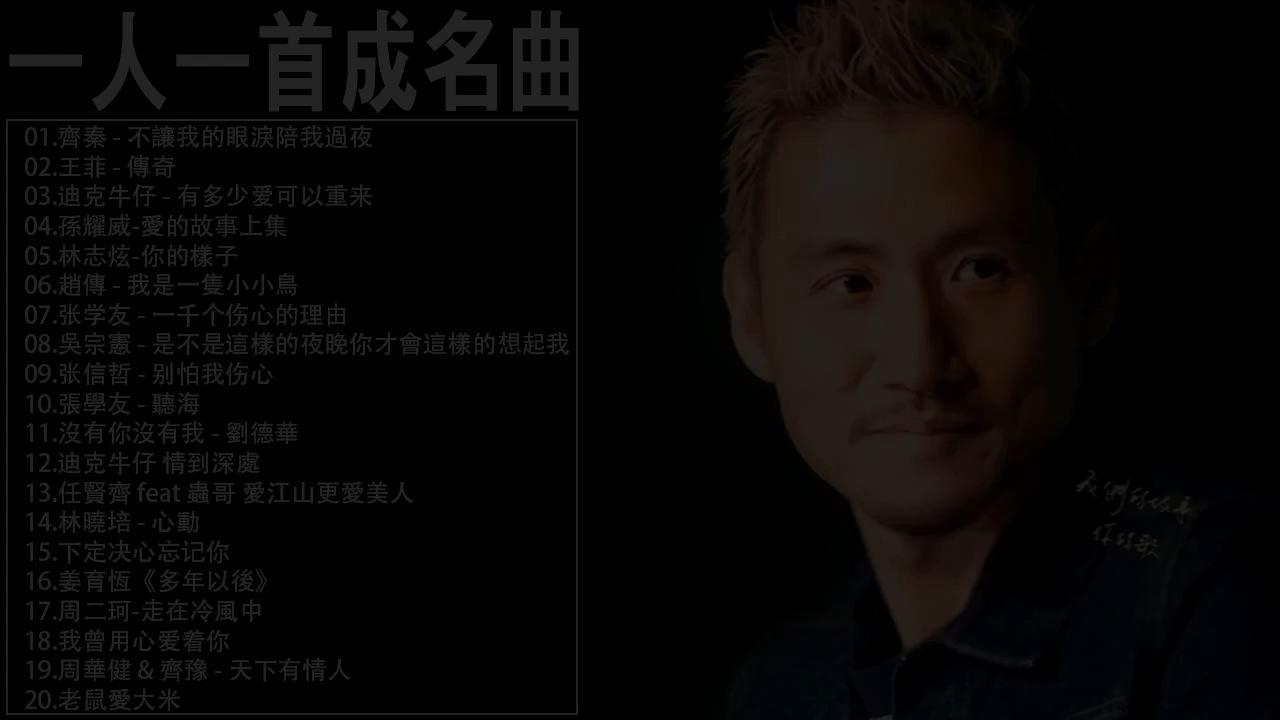 一人一首成名曲
01.齊秦 - 不讓我的眼淚陪我過夜
02.王菲 - 傳奇
03.迪克牛仔 - 有多少爱可以重来
04.孫耀威-愛的故事上集
05.林志炫-你的樣子
06.趙傳 - 我是一隻小小鳥
07.张学友 - 一千个伤心的理由
08.吳宗憲 - 是不是這樣的夜晚你才會這樣的想起我
09.张信哲 - 别怕我伤心
10.張學友 - 聽海
11.沒有你沒有我 - 劉德華
12.迪克牛仔 情到深處
13.任賢齊 feat 蟲哥 愛江山更愛美人
14.林曉培 - 心動
15.下定决心忘记你
16.姜育恆《多年以後》
17.周二珂-走在冷風中
18.我曾用心爱着你
19.周華健 & 齊豫 - 天下有情人
20.老鼠愛大米